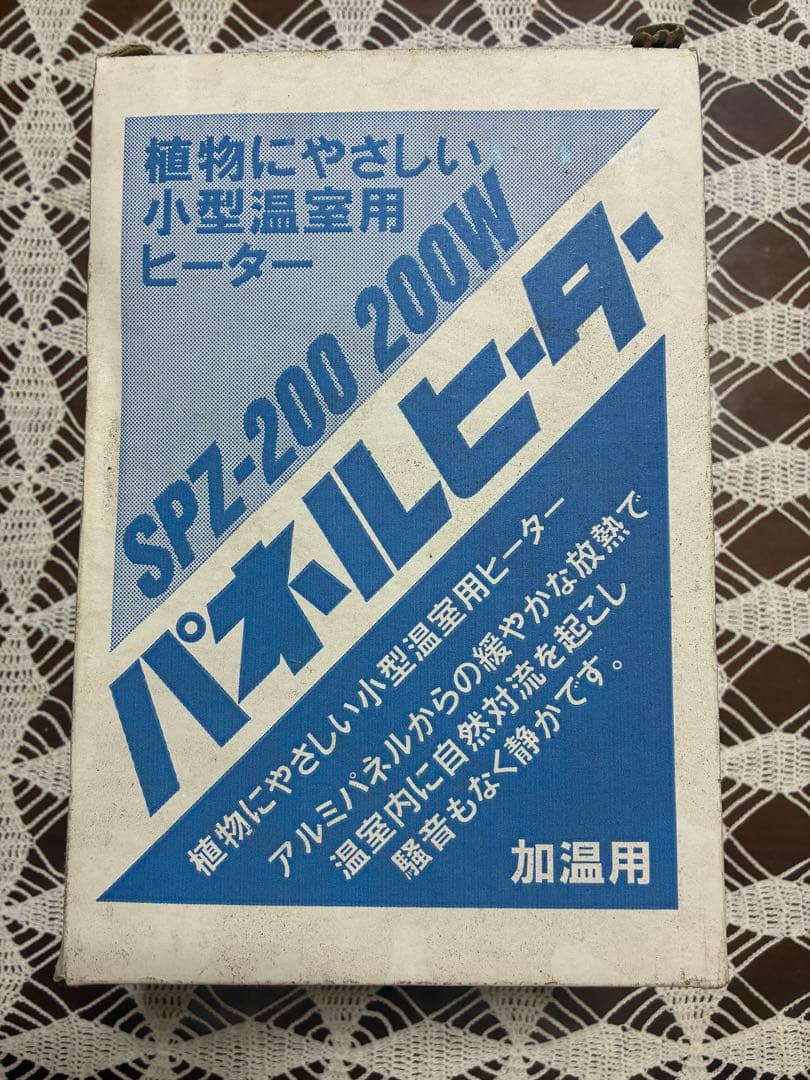 植物にやさしい
小型温室用
ヒーター
SPZ-200 200W
パネルヒーター
植物にやさしい小型温室用ヒーター
アルミパネルからの緩やかな放熱で
温室内に自然対流を起こし
騒音もなく静かです。
加温用